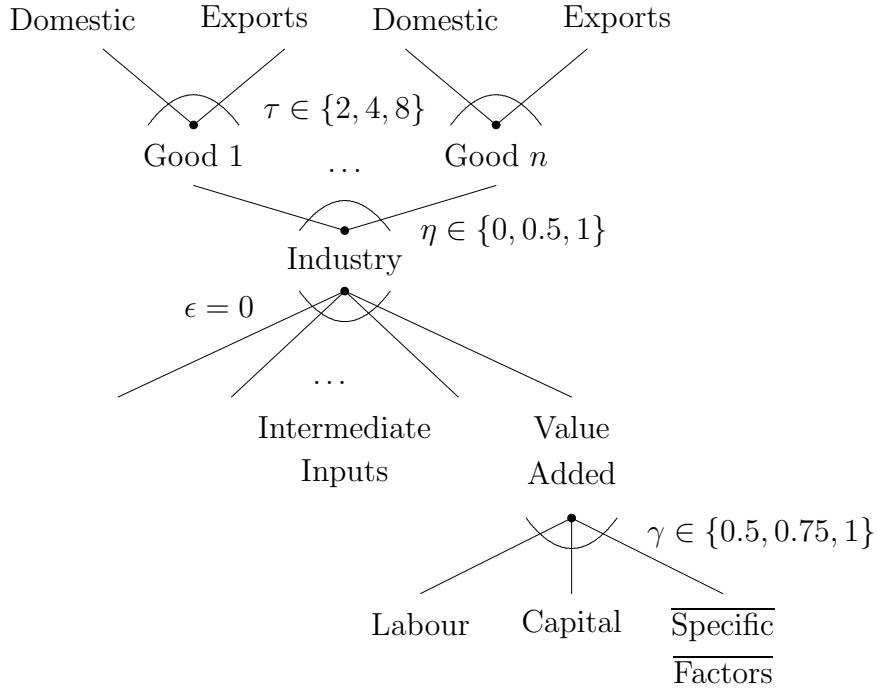 Domestic Exports Domestic Exports
τ ∈ {2, 4, 8}
Good 1 ... Good n
η ∈ {0, 0.5, 1}
Industry
ϵ = 0
...
Intermediate Value
Inputs Added
γ ∈ {0.5, 0.75, 1}
Labour Capital Specific
Factors